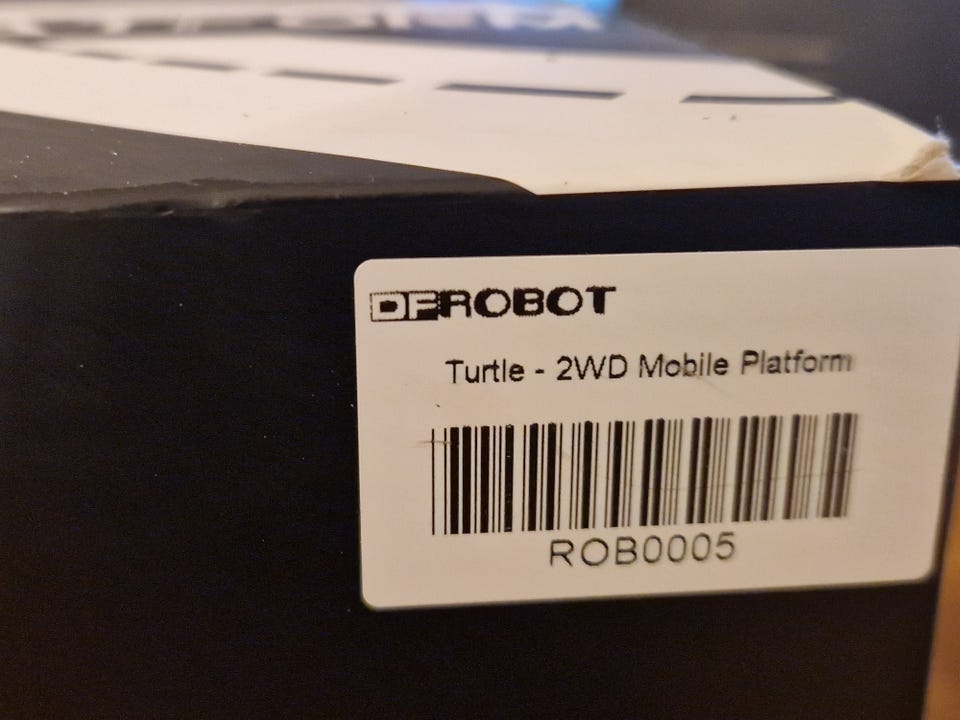 DFROBOT
Turtle - 2WD Mobile Platform
ROB0005